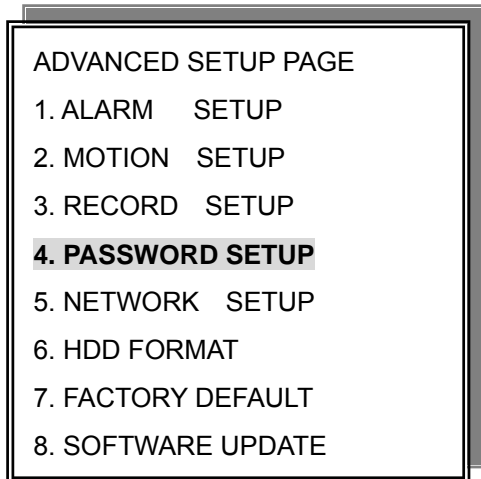 ADVANCED SETUP PAGE
1. ALARM SETUP
2. MOTION SETUP
3. RECORD SETUP
4. PASSWORD SETUP
5. NETWORK SETUP
6. HDD FORMAT
7. FACTORY DEFAULT
8. SOFTWARE UPDATE